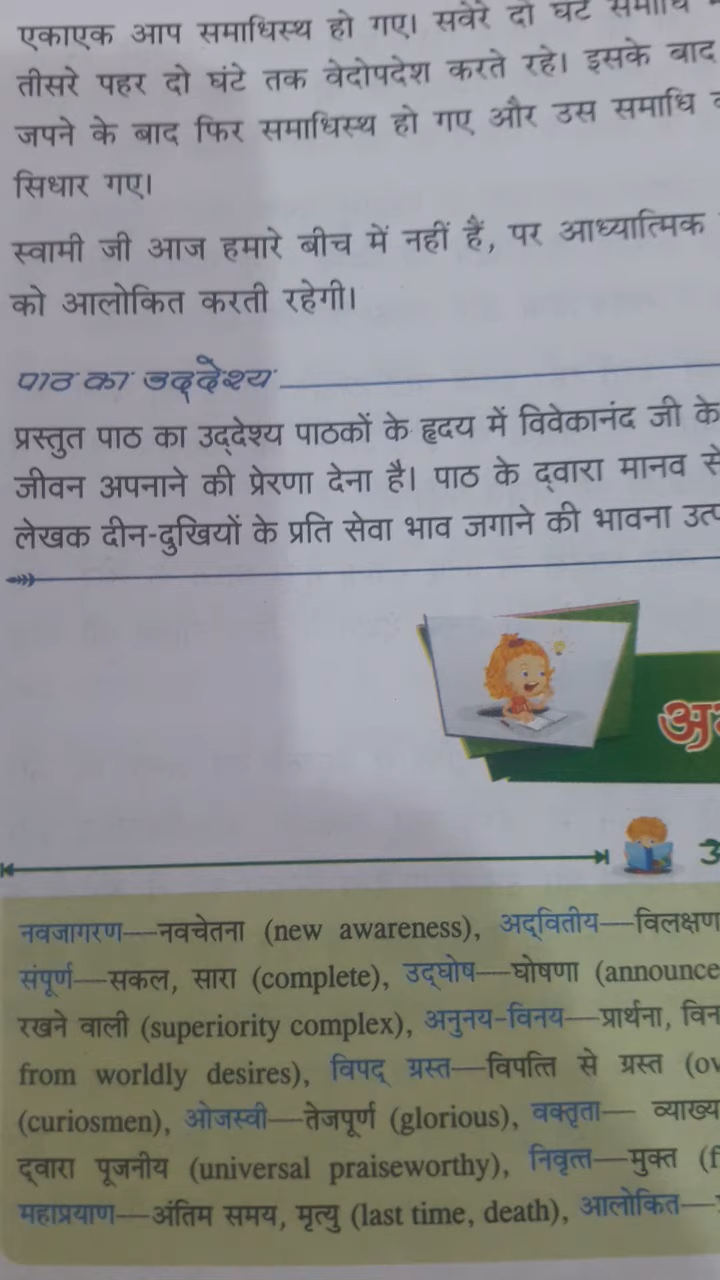 एकाएक आप समाधिस्थ हो गए। सवेरे दो घंटे समाधि
तीसरे पहर दो घंटे तक वेदोपदेश करते रहे। इसके बाद
जपने के बाद फिर समाधिस्थ हो गए और उस समाधि
सिधार गए।
स्वामी जी आज हमारे बीच में नहीं हैं, पर आध्यात्मिक
को आलोकित करती रहेगी।
पाठ का उद्देश्य
प्रस्तुत पाठ का उद्देश्य पाठकों के हृदय में विवेकानंद जी के
जीवन अपनाने की प्रेरणा देना है। पाठ के द्वारा मानव से
लेखक दीन-दुखियों के प्रति सेवा भाव जगाने की भावना
नवजागरण—नवचेतना (new awareness), अद्वितीय—विलक्षण
संपूर्ण—सकल, सारा (complete), उद्घोष—घोषणा (announce
रखने वाली (superiority complex), अनुनय-विनय—प्रार्थना,
from worldly desires), विपद् ग्रस्त—विपत्ति से ग्रस्त
(curiosmen), ओजस्वी—तेजपूर्ण (glorious), वक्तृता—
द्वारा पूजनीय (universal praiseworthy), निवृत्त—मुक्त
महाप्रयाण—अंतिम समय, मृत्यु (last time, death), आलोकित—